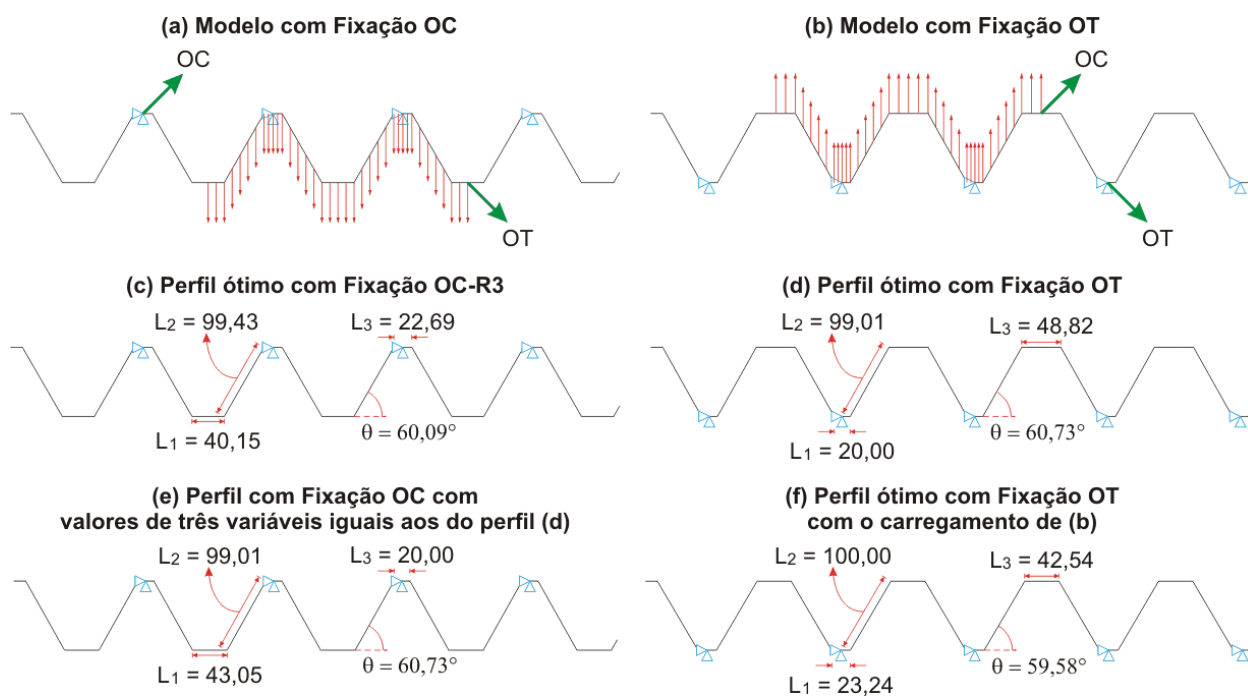 (a) Modelo com Fixação OC
OC
OT
(b) Modelo com Fixação OT
OC
OT
(c) Perfil ótimo com Fixação OC-R3
L2 = 99,43
L3 = 22,69
L1 = 40,15
θ = 60,09°
(d) Perfil ótimo com Fixação OT
L2 = 99,01
L3 = 48,82
L1 = 20,00
θ = 60,73°
(e) Perfil com Fixação OC com
valores de três variáveis iguais aos do perfil (d)
L2 = 99,01
L3 = 20,00
L1 = 43,05
θ = 60,73°
(f) Perfil ótimo com Fixação OT
com o carregamento de (b)
L2 = 100,00
L3 = 42,54
L1 = 23,24
θ = 59,58°